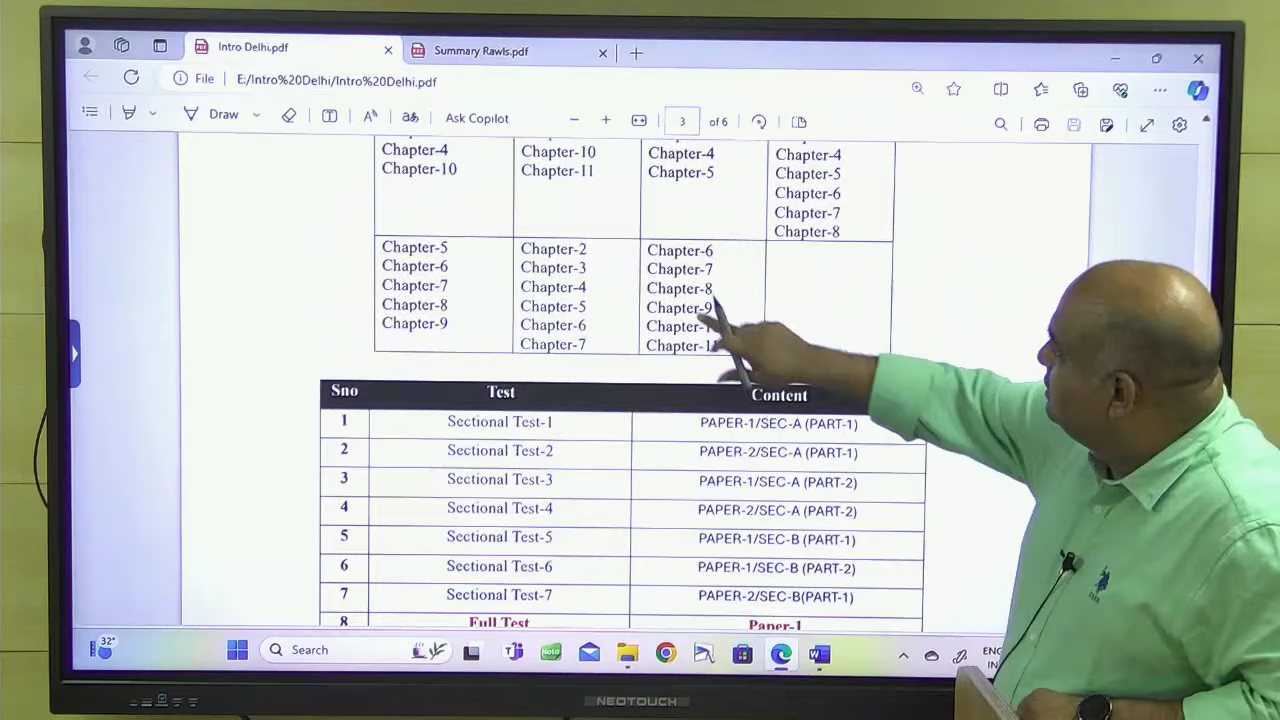 Intro Delhi.pdf
Summary Rawls.pdf
File E:/Intro%20Delhi/Intro%20Delhi.pdf
Draw
Ask Copilot
3 of 6
Chapter-4 Chapter-10 Chapter-4 Chapter-4
Chapter-10 Chapter-11 Chapter-5 Chapter-5
Chapter-6
Chapter-7
Chapter-8
Chapter-5 Chapter-2 Chapter-6
Chapter-6 Chapter-3 Chapter-7
Chapter-7 Chapter-4 Chapter-8
Chapter-8 Chapter-5 Chapter-9
Chapter-9 Chapter-6
Chapter-7 Chapter-11
Sno Test Content
1 Sectional Test-1 PAPER-1/SEC-A (PART-1)
2 Sectional Test-2 PAPER-2/SEC-A (PART-1)
3 Sectional Test-3 PAPER-1/SEC-A (PART-2)
4 Sectional Test-4 PAPER-2/SEC-A (PART-2)
5 Sectional Test-5 PAPER-1/SEC-B (PART-1)
6 Sectional Test-6 PAPER-1/SEC-B (PART-2)
7 Sectional Test-7 PAPER-2/SEC-B(PART-1)
8 Full Test Paper-1
32°
Search
ENG
IN
NEOTOUCH